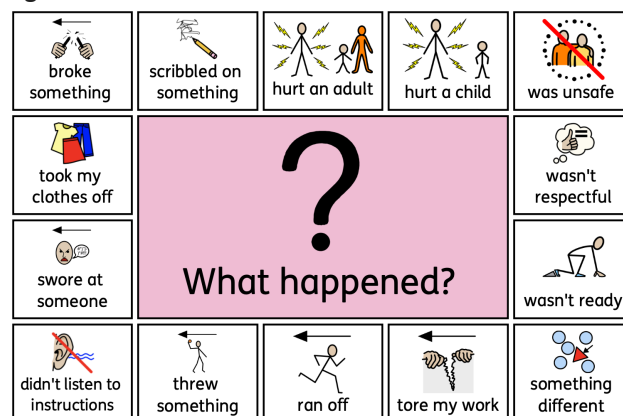 broke
something
scribbled on
something
hurt an adult
hurt a child
was unsafe
took my
clothes off
?
What happened?
wasn't
respectful
swore at
someone
wasn't ready
didn't listen to
instructions
threw
something
ran off
tore my work
something
different